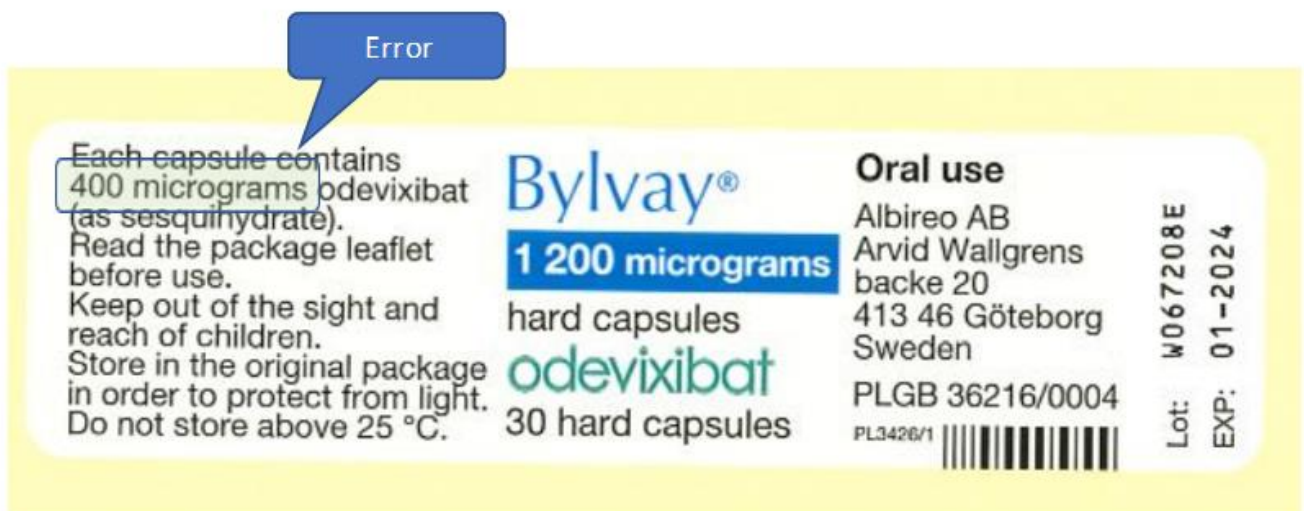 Error
Each capsule contains
400 micrograms odevixibat
(as sesquihydrate).
Read the package leaflet
before use.
Keep out of the sight and
reach of children.
Store in the original package
in order to protect from light.
Do not store above 25 °C.
Bylvay®
1 200 micrograms
hard capsules
odevixibat
30 hard capsules
Oral use
Albireo AB
Arvid Wallgrens
backe 20
413 46 Göteborg
Sweden
PLGB 36216/0004
PL3426/1
Lot: W067208E
EXP: 01-2024